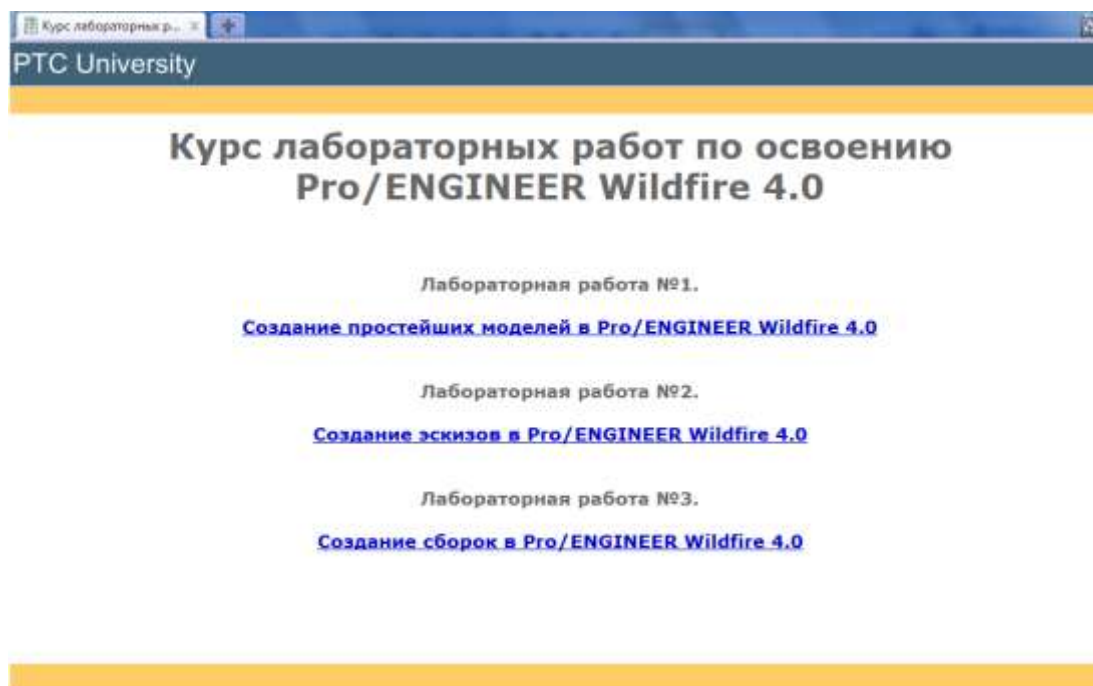 Курс лабораторных р...
PTC University
Курс лабораторных работ по освоению
Pro/ENGINEER Wildfire 4.0
Лабораторная работа №1.
Создание простейших моделей в Pro/ENGINEER Wildfire 4.0
Лабораторная работа №2.
Создание эскизов в Pro/ENGINEER Wildfire 4.0
Лабораторная работа №3.
Создание сборок в Pro/ENGINEER Wildfire 4.0